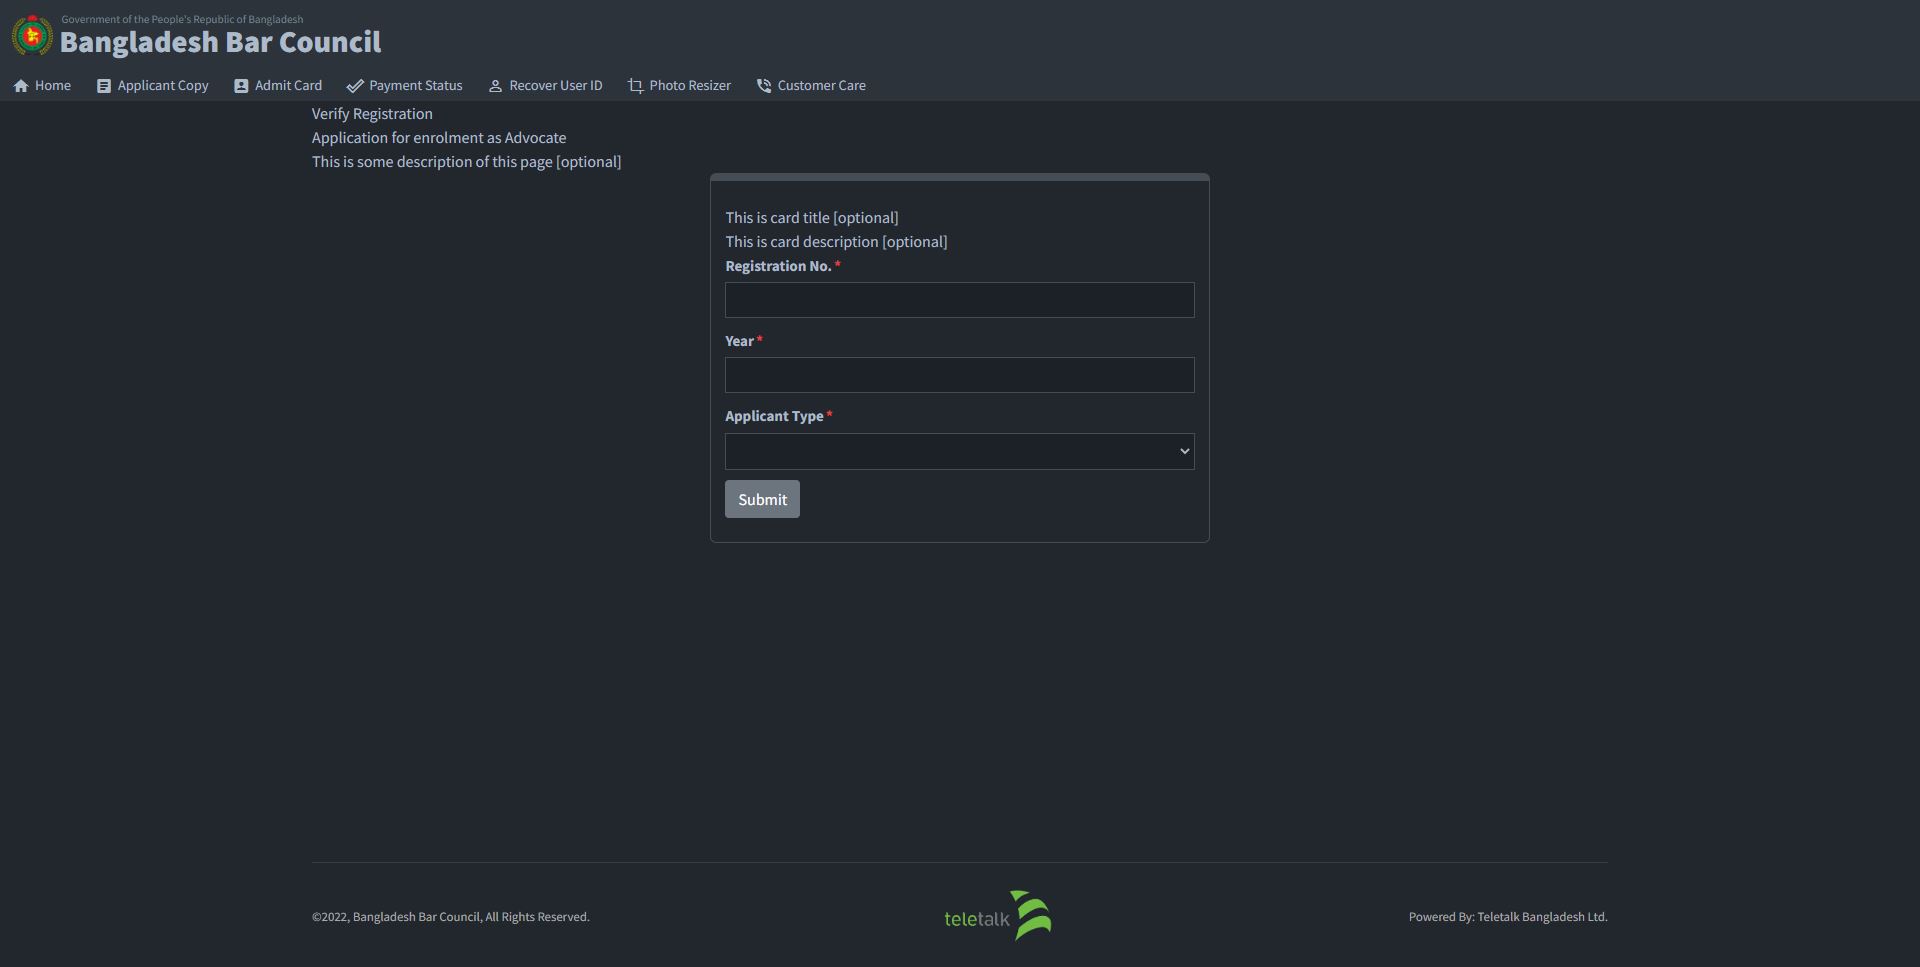 Government of the People's Republic of Bangladesh
Bangladesh Bar Council
Home Applicant Copy Admit Card Payment Status Recover User ID Photo Resizer Customer Care
Verify Registration
Application for enrolment as Advocate
This is some description of this page [optional]
This is card title [optional]
This is card description [optional]
Registration No. *
Year *
Applicant Type *
Submit
©2022, Bangladesh Bar Council, All Rights Reserved.
teletalk
Powered By: Teletalk Bangladesh Ltd.